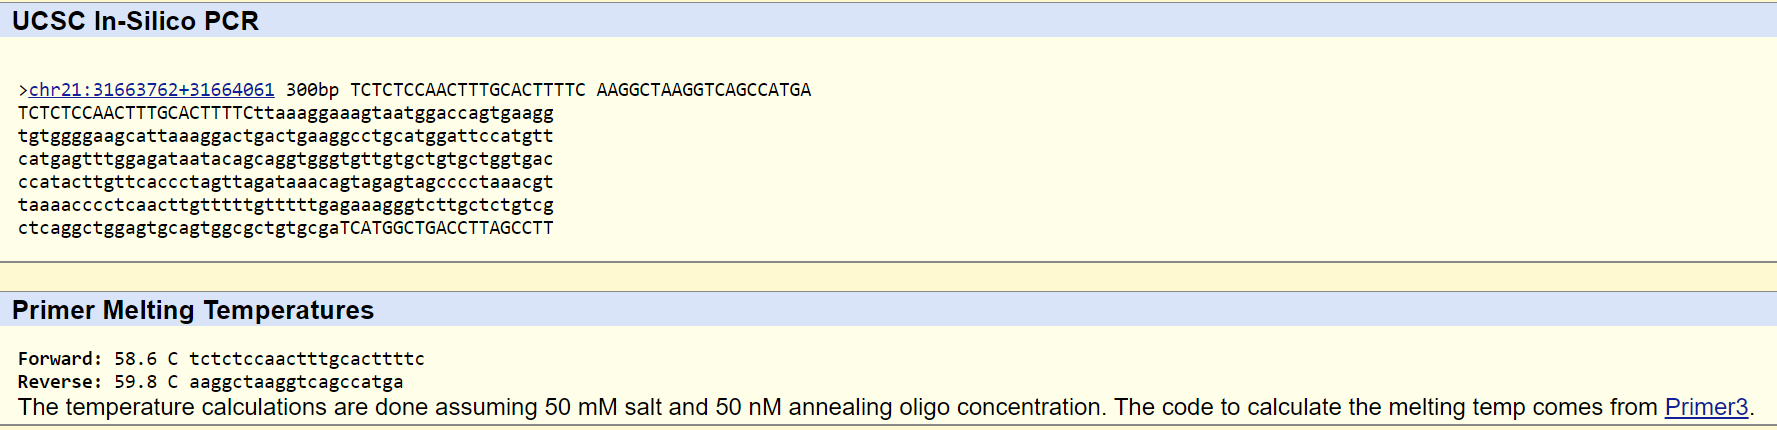 UCSC In-Silico PCR
>chr21:31663762+31664061 300bp TCTCTCCAACTTTGCACTTTTC AAGGCTAAGGTCAGCCATGA
TCTCTCCAACTTTGCACTTTTCttaaaggaaagtaatggaccagtgaagg
tgtggggaagcattaaaggactgactgaaggcctgcatggattccatgtt
catgagtttggagataatacagcaggtgggtgttgtgctgtgctggtgac
ccatacttgttcaccctagttagataaacagtagagtagcccctaaacgt
taaaacccctcaacttgtttttgtttttgagaaagggtcttgctctgtcg
ctcaggctggagtgcagtggcgctgtgcgaTCATGGCTGACCTTAGCCTT
Primer Melting Temperatures
Forward: 58.6 C tctctccaactttgcacttttc
Reverse: 59.8 C aaggctaaggtcagccatga
The temperature calculations are done assuming 50 mM salt and 50 nM annealing oligo concentration. The code to calculate the melting temp comes from Primer3.